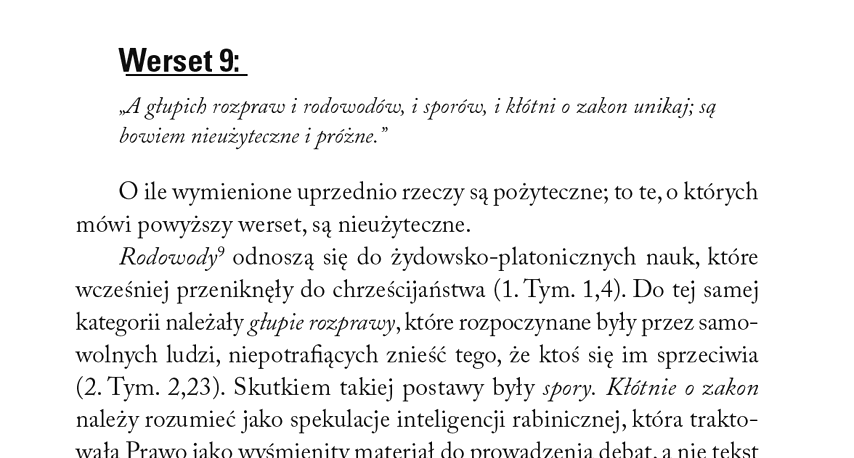 Werset 9:
„A głupich rozpraw i rodowodów, i sporów, i kłótni o zakon unikaj; są
bowiem nieużyteczne i próżne.”
O ile wymienione uprzednio rzeczy są pożyteczne; to te, o których
mówi powyższy werset, są nieużyteczne.
Rodowody⁹ odnoszą się do żydowsko-platonicznych nauk, które
wcześniej przeniknęły do chrześcijaństwa (1. Tym. 1,4). Do tej samej
kategorii należały głupie rozprawy, które rozpoczynane były przez samo-
wolnych ludzi, niepotrafiących znieść tego, że ktoś się im sprzeciwia
(2. Tym. 2,23). Skutkiem takiej postawy były spory. Kłótnie o zakon
należy rozumieć jako spekulacje inteligencji rabinicznej, która trakto-
wała Prawo jako wyśmienity materiał do prowadzenia debat, a nie tekst